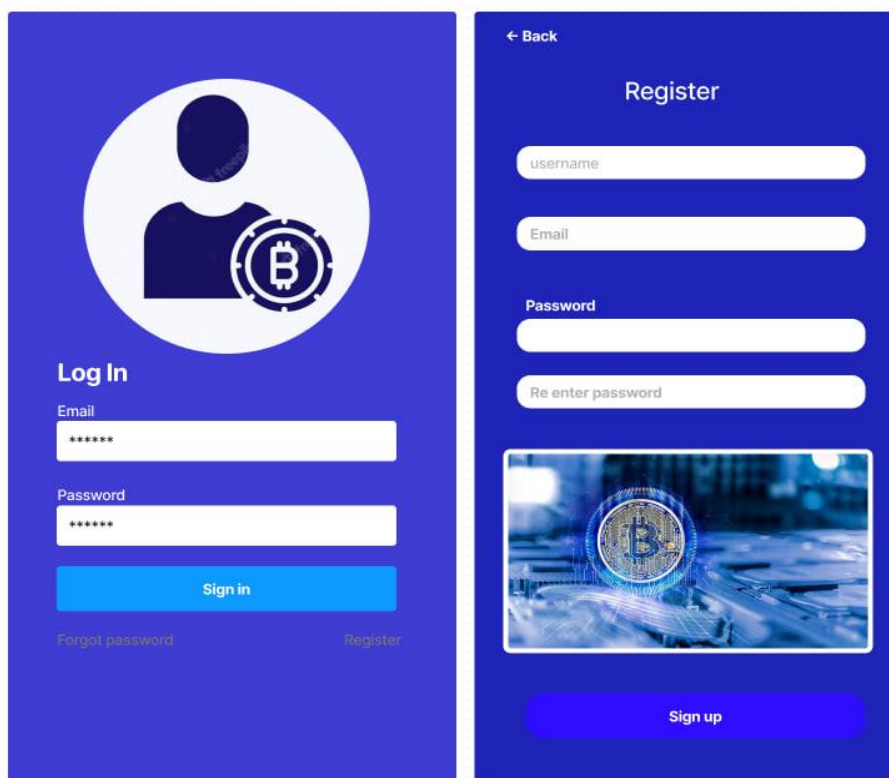 Log In
Email
******
Password
******
Sign in
Forgot password
Register
← Back
Register
username
Email
Password
Re enter password
Sign up